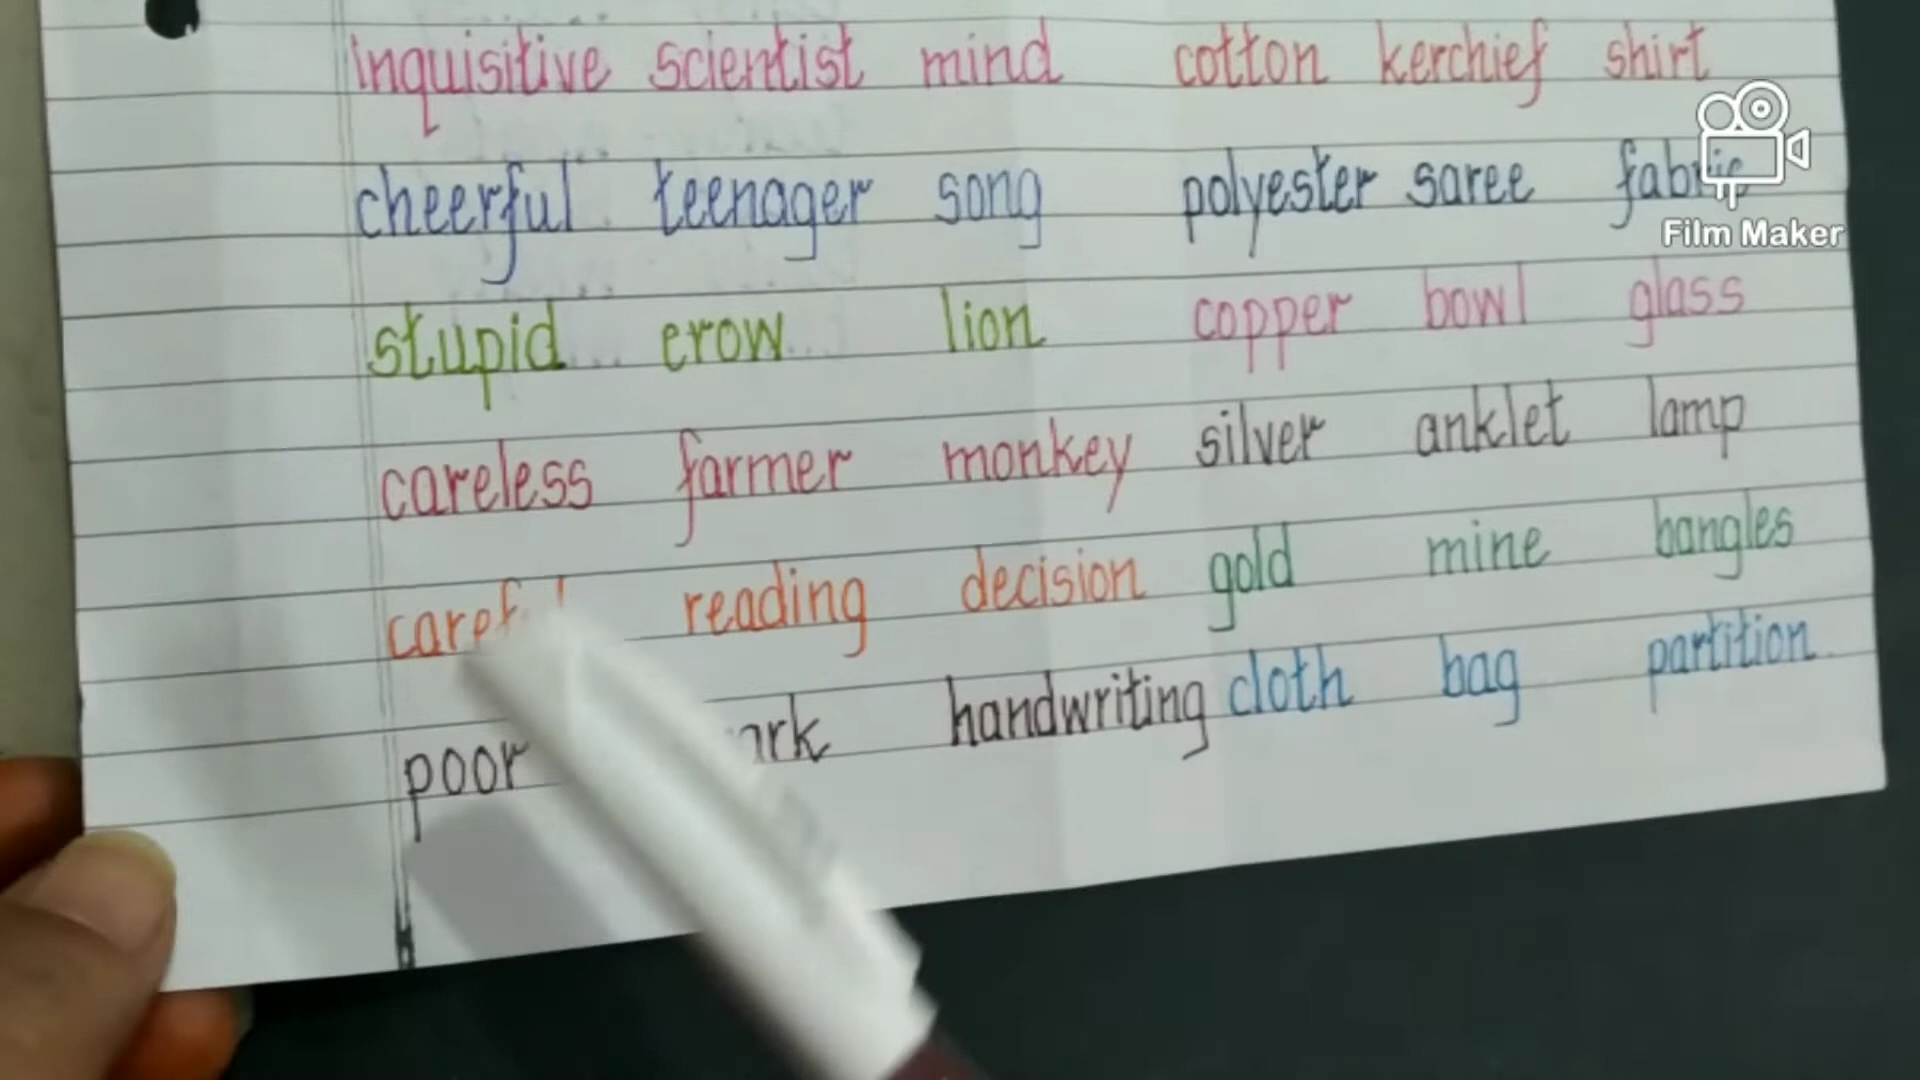 inquisitive scientist mind cotton kerchief shirt
cheerful teenager song polyester saree fabric
stupid crow lion copper bowl glass
careless farmer monkey silver anklet lamp
reading decision gold mine bangles
poor handwriting cloth bag partition
Film Maker